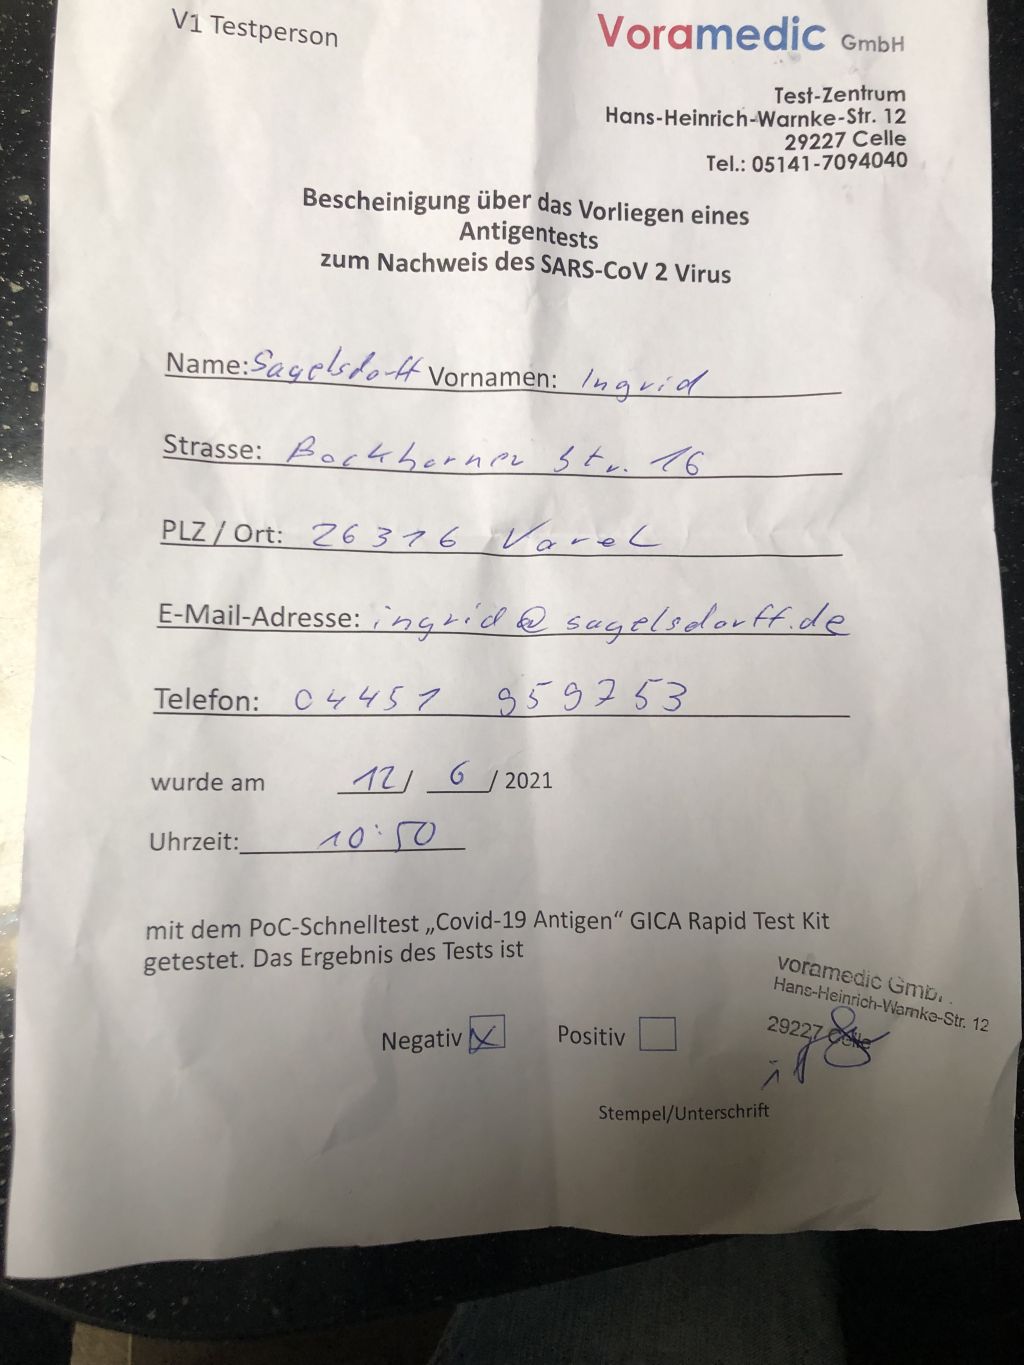 V1 Testperson
Voramedic GmbH
Test-Zentrum
Hans-Heinrich-Warnke-Str. 12
29227 Celle
Tel.: 05141-7094040
Bescheinigung über das Vorliegen eines
Antigentests
zum Nachweis des SARS-CoV 2 Virus
Name: Sagelsdorff Vornamen: Ingrid
Strasse: Bockhorner Str. 16
PLZ / Ort: 26316 Varel
E-Mail-Adresse: ingrid@sagelsdorff.de
Telefon: 04451 959753
wurde am 12/ 6 / 2021
Uhrzeit: 10:50
mit dem PoC-Schnelltest „Covid-19 Antigen“ GICA Rapid Test Kit
getestet. Das Ergebnis des Tests ist
voramedic GmbH
Hans-Heinrich-Warnke-Str. 12
29227 Celle
Negativ X Positiv
Stempel/Unterschrift